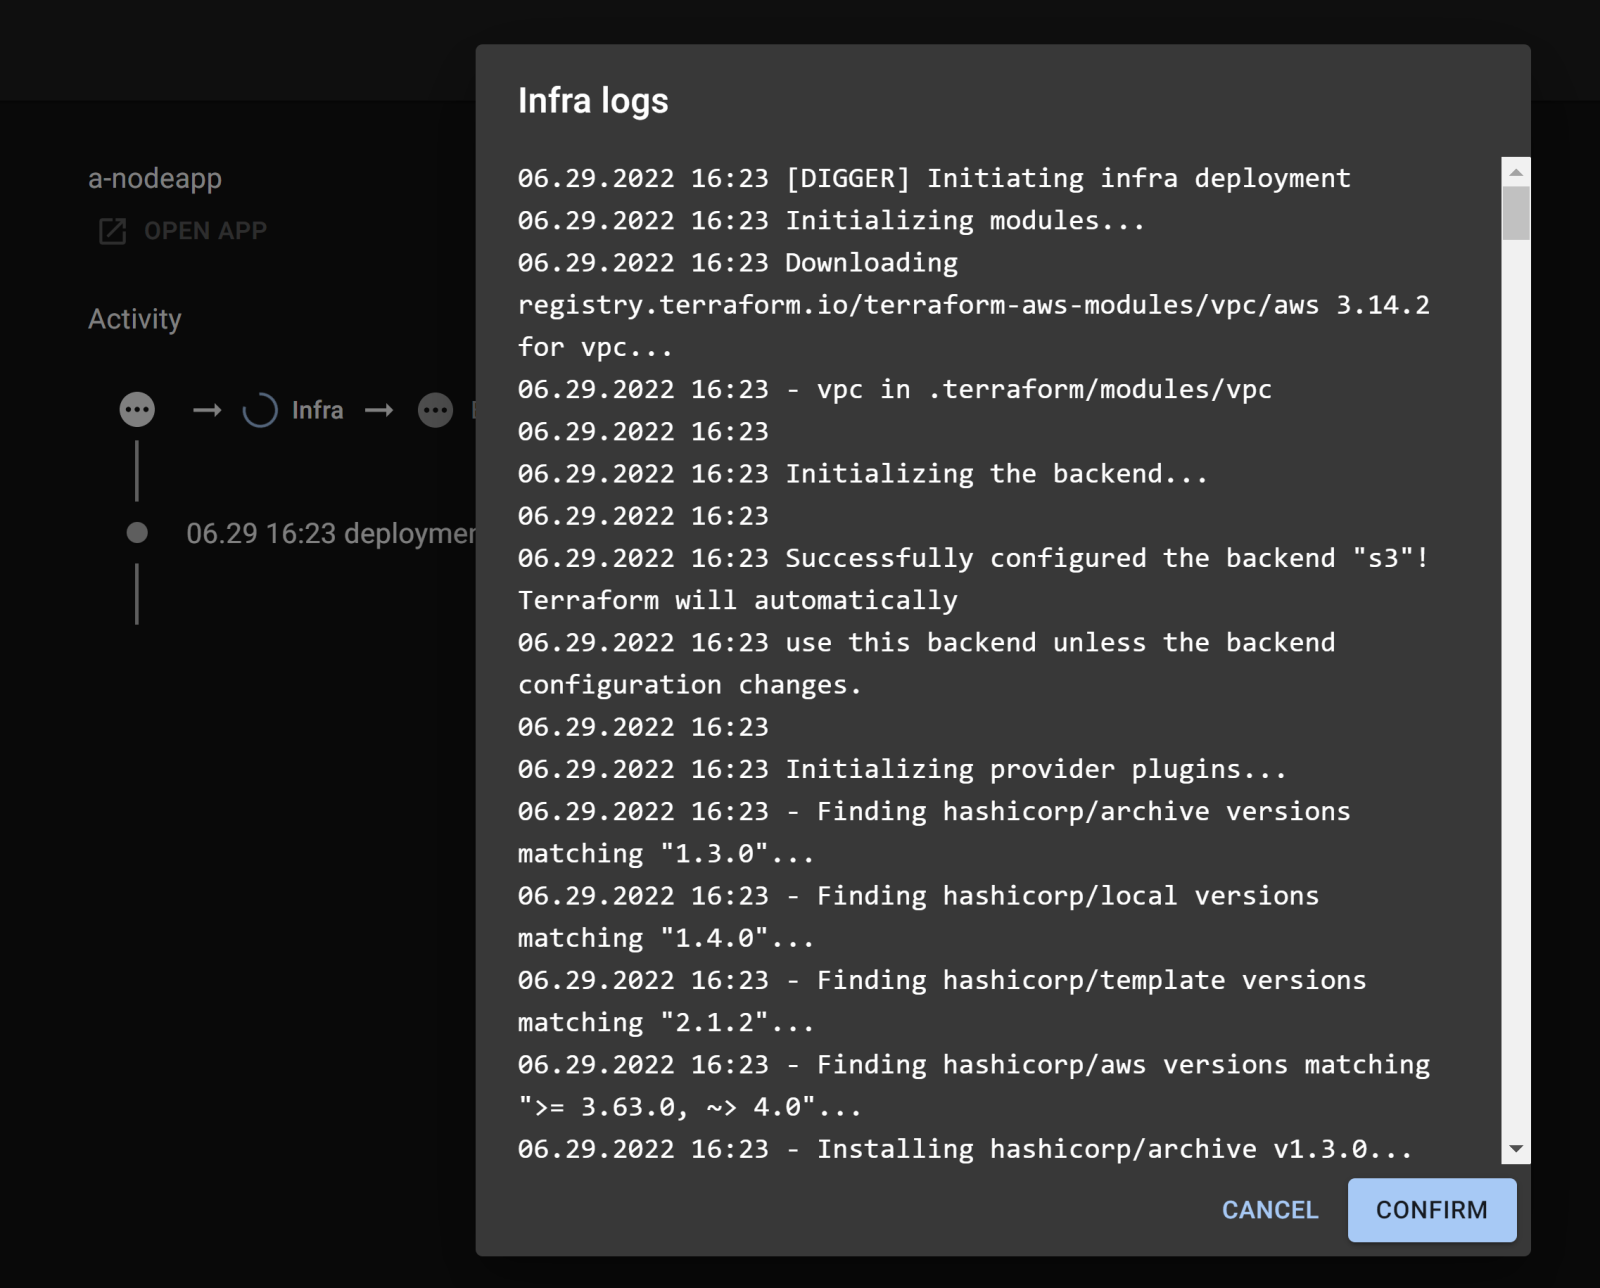 Infra logs
a-nodeapp
OPEN APP
Activity
Infra
06.29 16:23
06.29.2022 16:23 [DIGGER] Initiating infra deployment
06.29.2022 16:23 Initializing modules...
06.29.2022 16:23 Downloading
registry.terraform.io/terraform-aws-modules/vpc/aws 3.14.2
for vpc...
06.29.2022 16:23 - vpc in .terraform/modules/vpc
06.29.2022 16:23
06.29.2022 16:23 Initializing the backend...
06.29.2022 16:23
06.29.2022 16:23 Successfully configured the backend "s3"!
Terraform will automatically
06.29.2022 16:23 use this backend unless the backend
configuration changes.
06.29.2022 16:23
06.29.2022 16:23 Initializing provider plugins...
06.29.2022 16:23 - Finding hashicorp/archive versions
matching "1.3.0"...
06.29.2022 16:23 - Finding hashicorp/local versions
matching "1.4.0"...
06.29.2022 16:23 - Finding hashicorp/template versions
matching "2.1.2"...
06.29.2022 16:23 - Finding hashicorp/aws versions matching
">= 3.63.0, ~> 4.0"...
06.29.2022 16:23 - Installing hashicorp/archive v1.3.0...
CANCEL
CONFIRM